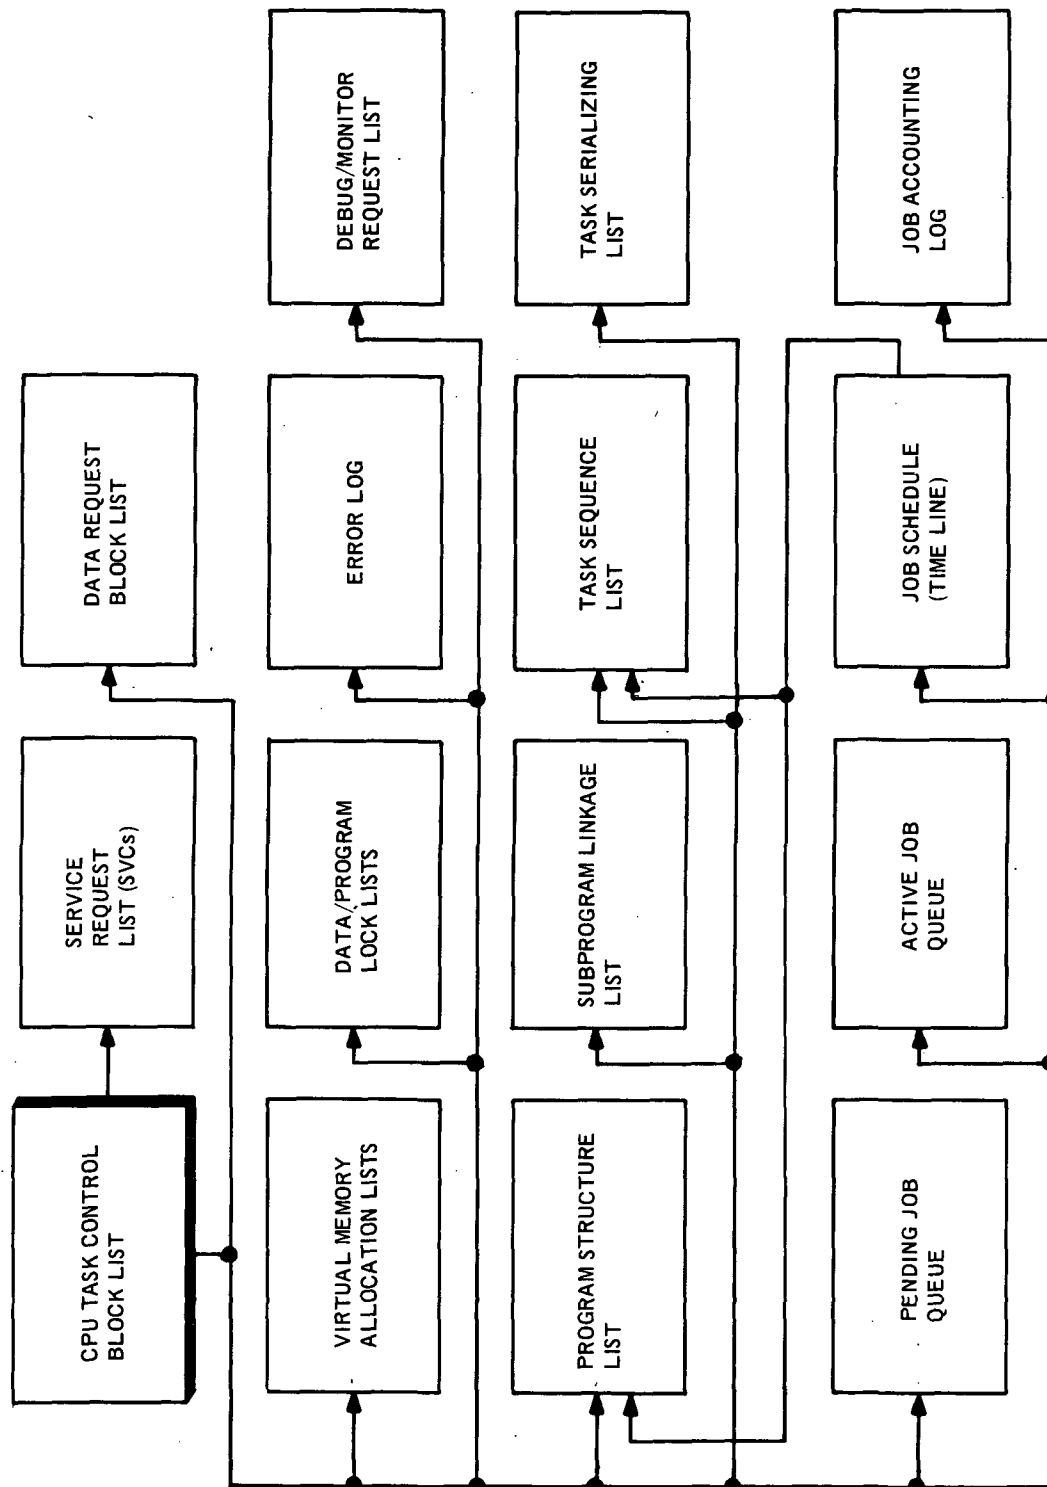 CPU TASK CONTROL
BLOCK LIST
SERVICE
REQUEST
LIST (SVCs)
DATA REQUEST
BLOCK LIST
VIRTUAL MEMORY
ALLOCATION LISTS
DATA/PROGRAM
LOCK LISTS
ERROR LOG
DEBUG/MONITOR
REQUEST LIST
PROGRAM STRUCTURE
LIST
SUBPROGRAM LINKAGE
LIST
TASK SEQUENCE
LIST
TASK SERIALIZING
LIST
PENDING JOB
QUEUE
ACTIVE JOB
QUEUE
JOB SCHEDULE
(TIME LINE)
JOB ACCOUNTING
LOG